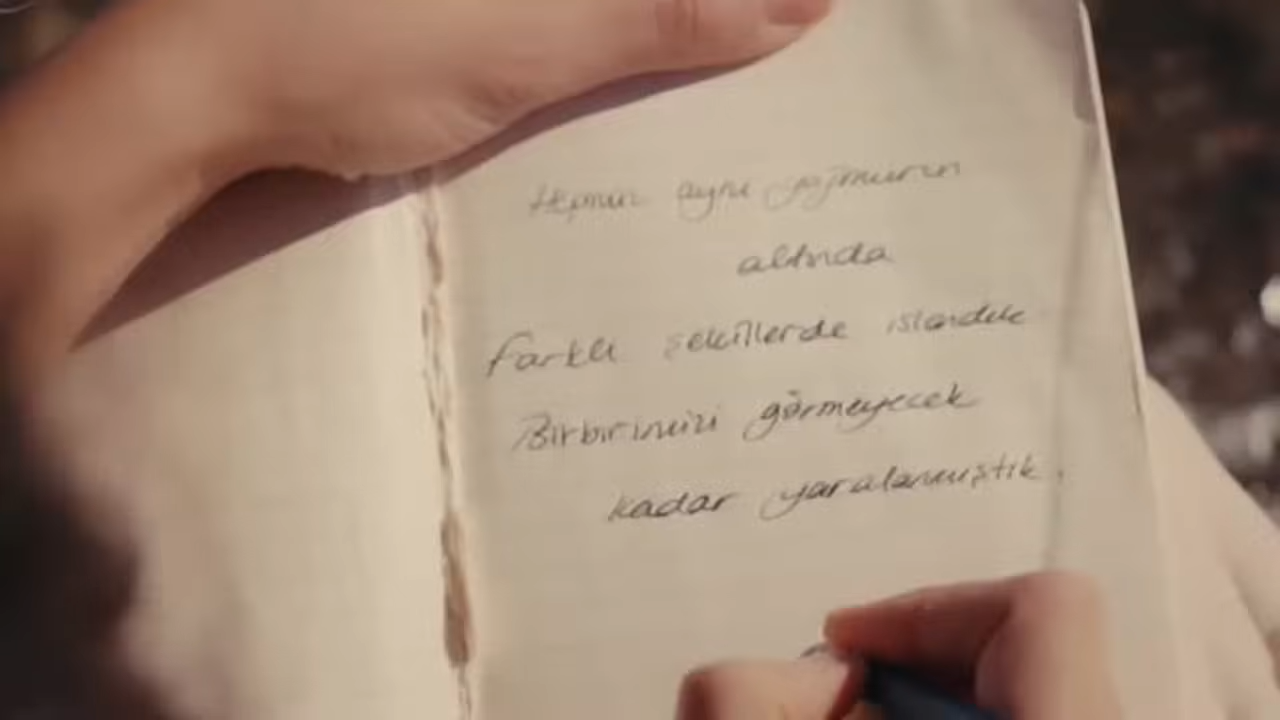 Hepimiz aynı yağmurun
altında
Farklı şekillerde ıslandık
Birbirimizi görmeyecek
kadar yaralanmıştık.